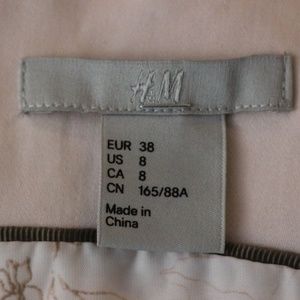 H&M
EUR 38
US 8
CA 8
CN 165/88A
Made in
China